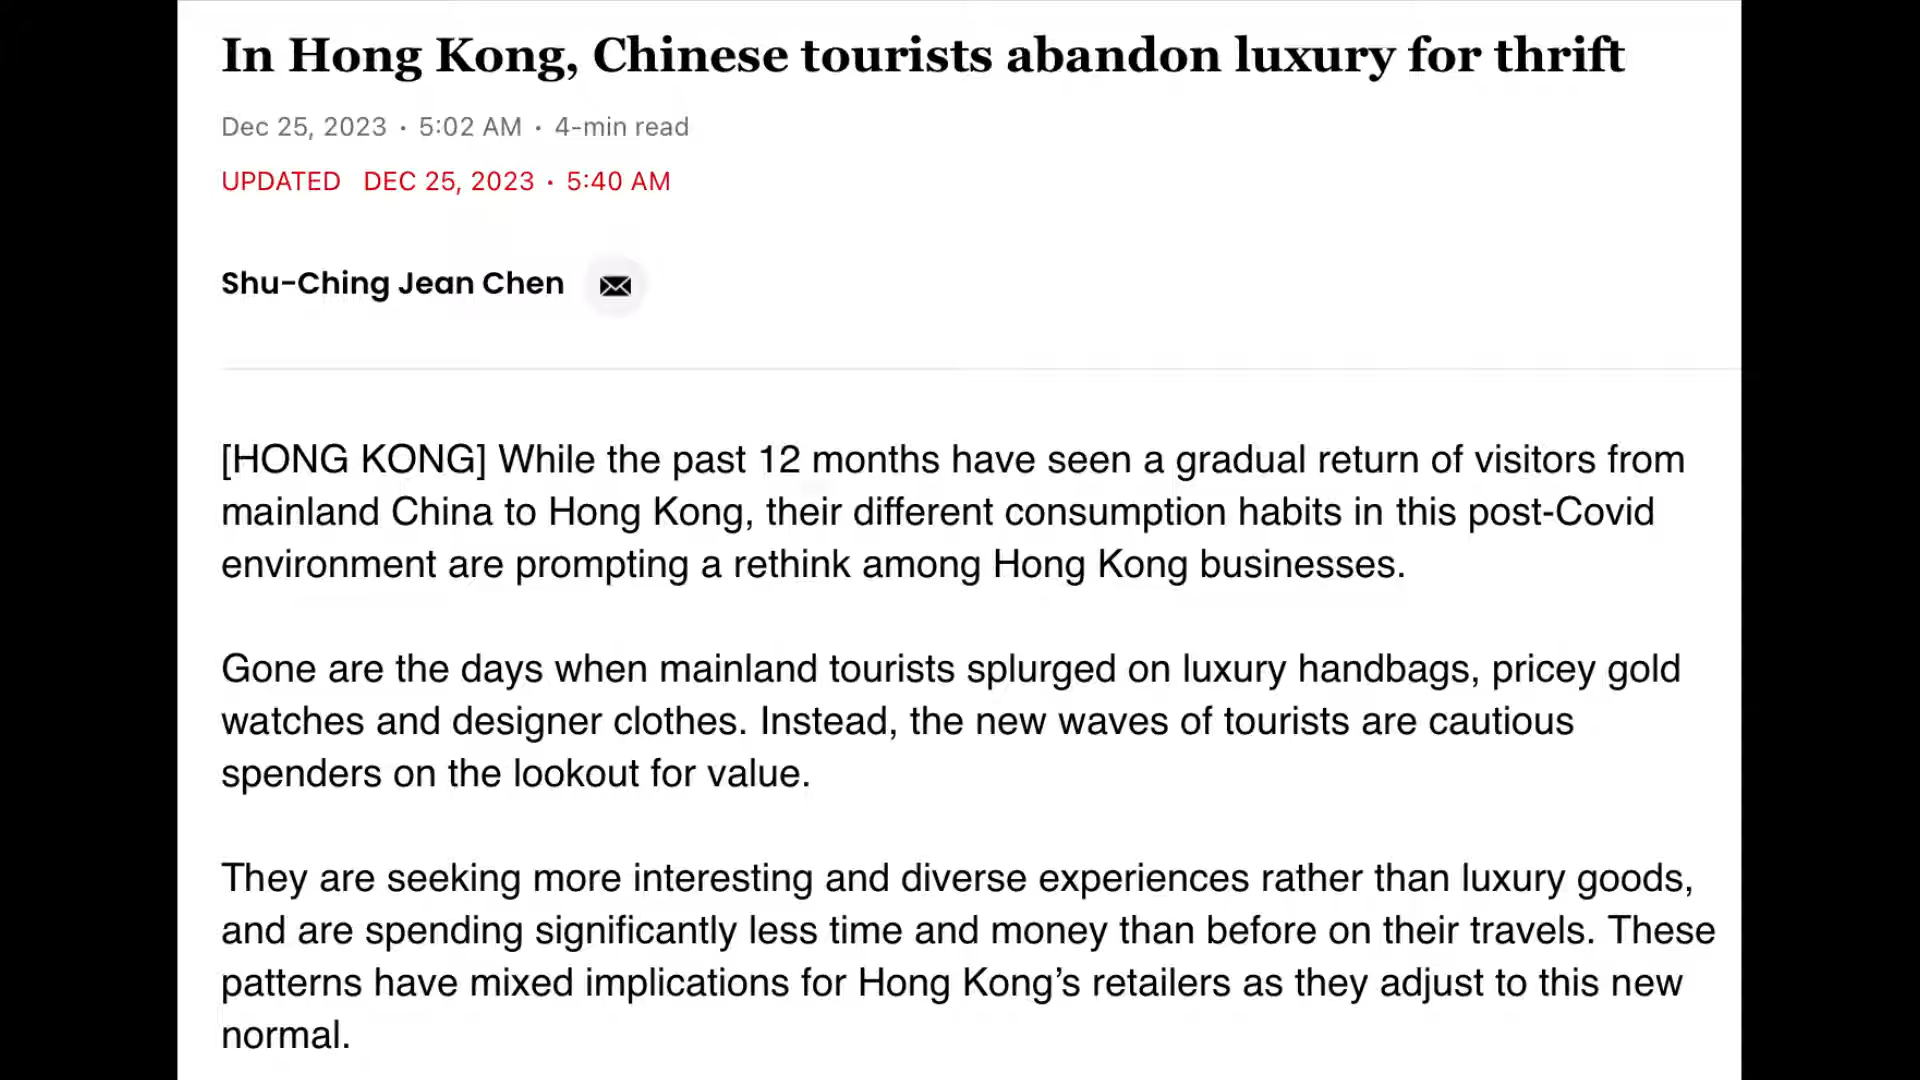 In Hong Kong, Chinese tourists abandon luxury for thrift
Dec 25, 2023 · 5:02 AM · 4-min read
UPDATED DEC 25, 2023 · 5:40 AM
Shu-Ching Jean Chen
[HONG KONG] While the past 12 months have seen a gradual return of visitors from
mainland China to Hong Kong, their different consumption habits in this post-Covid
environment are prompting a rethink among Hong Kong businesses.
Gone are the days when mainland tourists splurged on luxury handbags, pricey gold
watches and designer clothes. Instead, the new waves of tourists are cautious
spenders on the lookout for value.
They are seeking more interesting and diverse experiences rather than luxury goods,
and are spending significantly less time and money than before on their travels. These
patterns have mixed implications for Hong Kong’s retailers as they adjust to this new
normal.